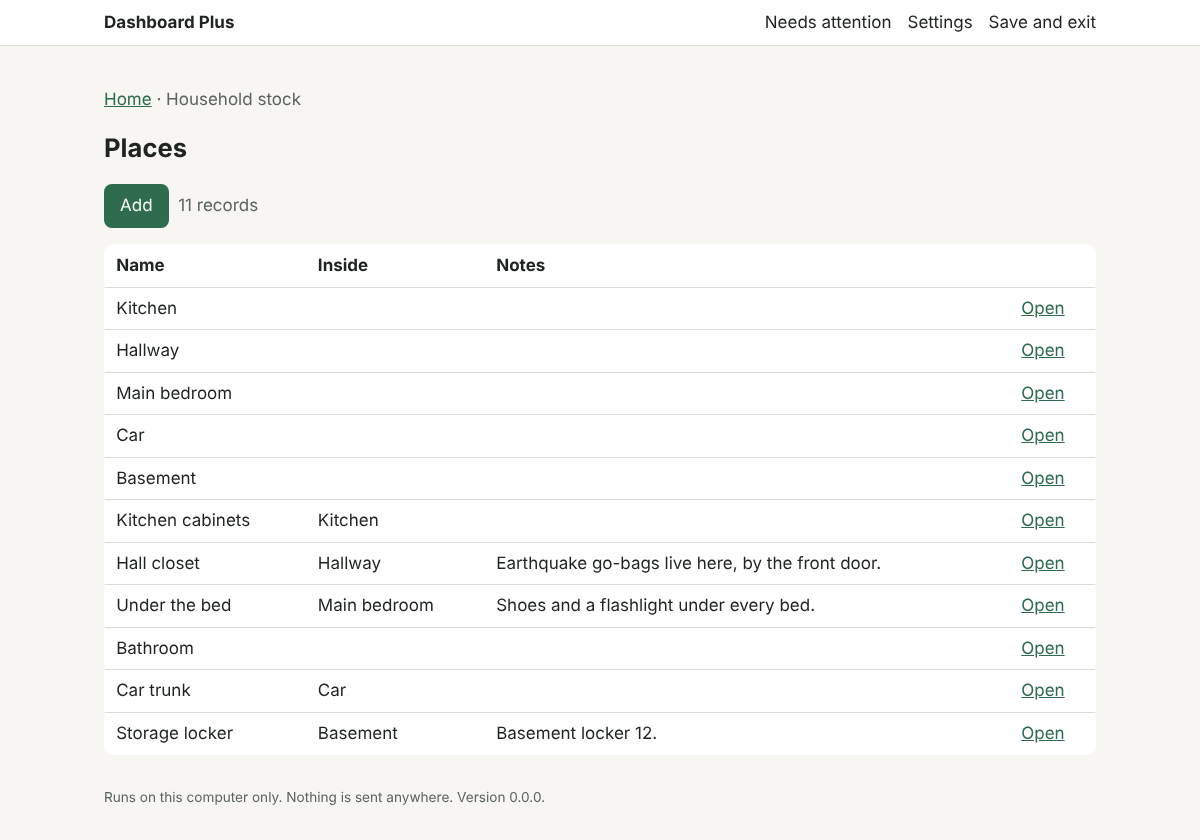 Dashboard Plus Needs attention Settings Save and exit
Home · Household stock
Places
Add 11 records
Name Inside Notes
Kitchen Open
Hallway Open
Main bedroom Open
Car Open
Basement Open
Kitchen cabinets Kitchen Open
Hall closet Hallway Earthquake go-bags live here, by the front door. Open
Under the bed Main bedroom Shoes and a flashlight under every bed. Open
Bathroom Open
Car trunk Car Open
Storage locker Basement Basement locker 12. Open
Runs on this computer only. Nothing is sent anywhere. Version 0.0.0.